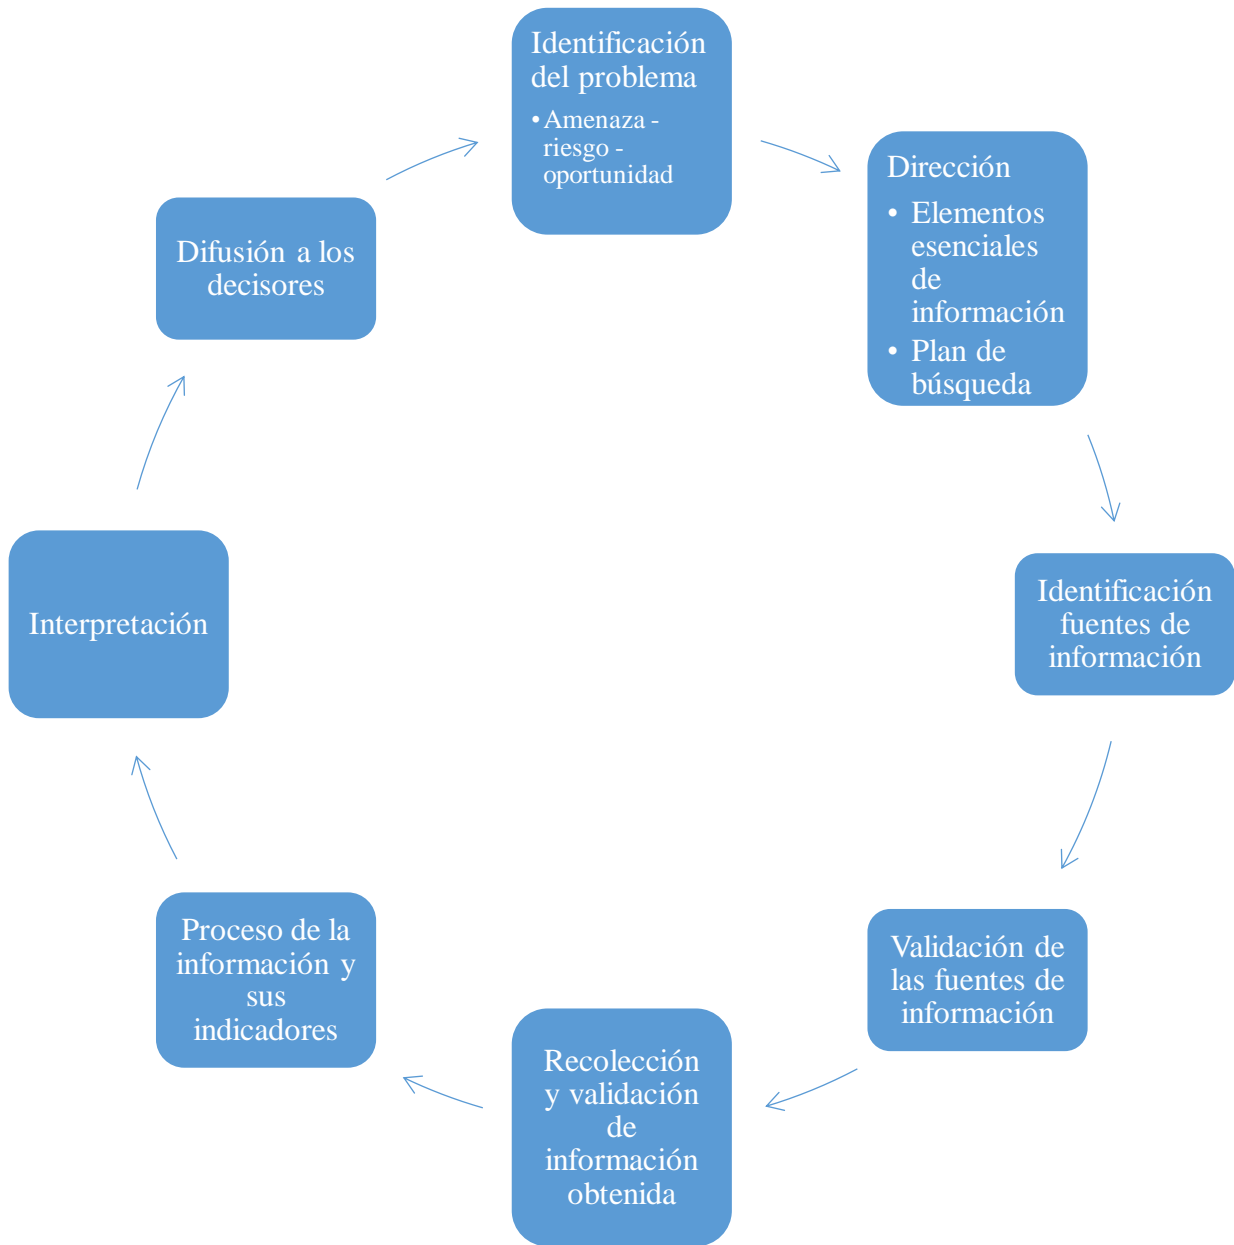 Identificación
del problema
• Amenaza -
riesgo -
oportunidad
Dirección
• Elementos
esenciales
de
información
• Plan de
búsqueda
Identificación
fuentes de
información
Validación de
las fuentes de
información
Recolección
y validación
de
información
obtenida
Proceso de la
información y
sus
indicadores
Interpretación
Difusión a los
decisores